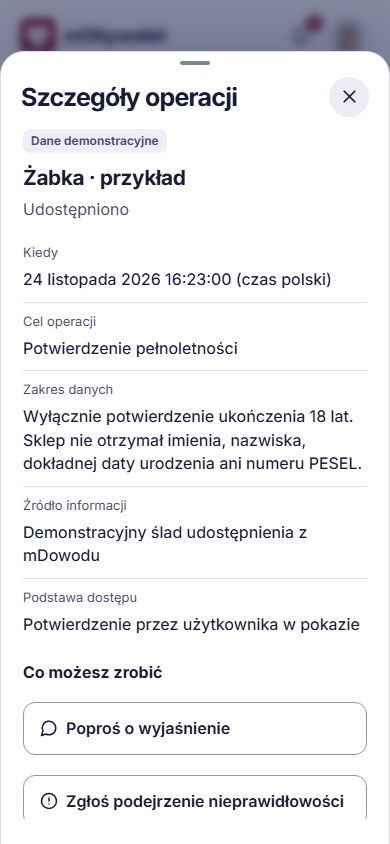 mObywatel
Szczegóły operacji
Dane demonstracyjne
Żabka · przykład
Udostępniono
Kiedy
24 listopada 2026 16:23:00 (czas polski)
Cel operacji
Potwierdzenie pełnoletności
Zakres danych
Wyłącznie potwierdzenie ukończenia 18 lat.
Sklep nie otrzymał imienia, nazwiska,
dokładnej daty urodzenia ani numeru PESEL.
Źródło informacji
Demonstracyjny ślad udostępnienia z
mDowodu
Podstawa dostępu
Potwierdzenie przez użytkownika w pokazie
Co możesz zrobić
Poproś o wyjaśnienie
Zgłoś podejrzenie nieprawidłowości